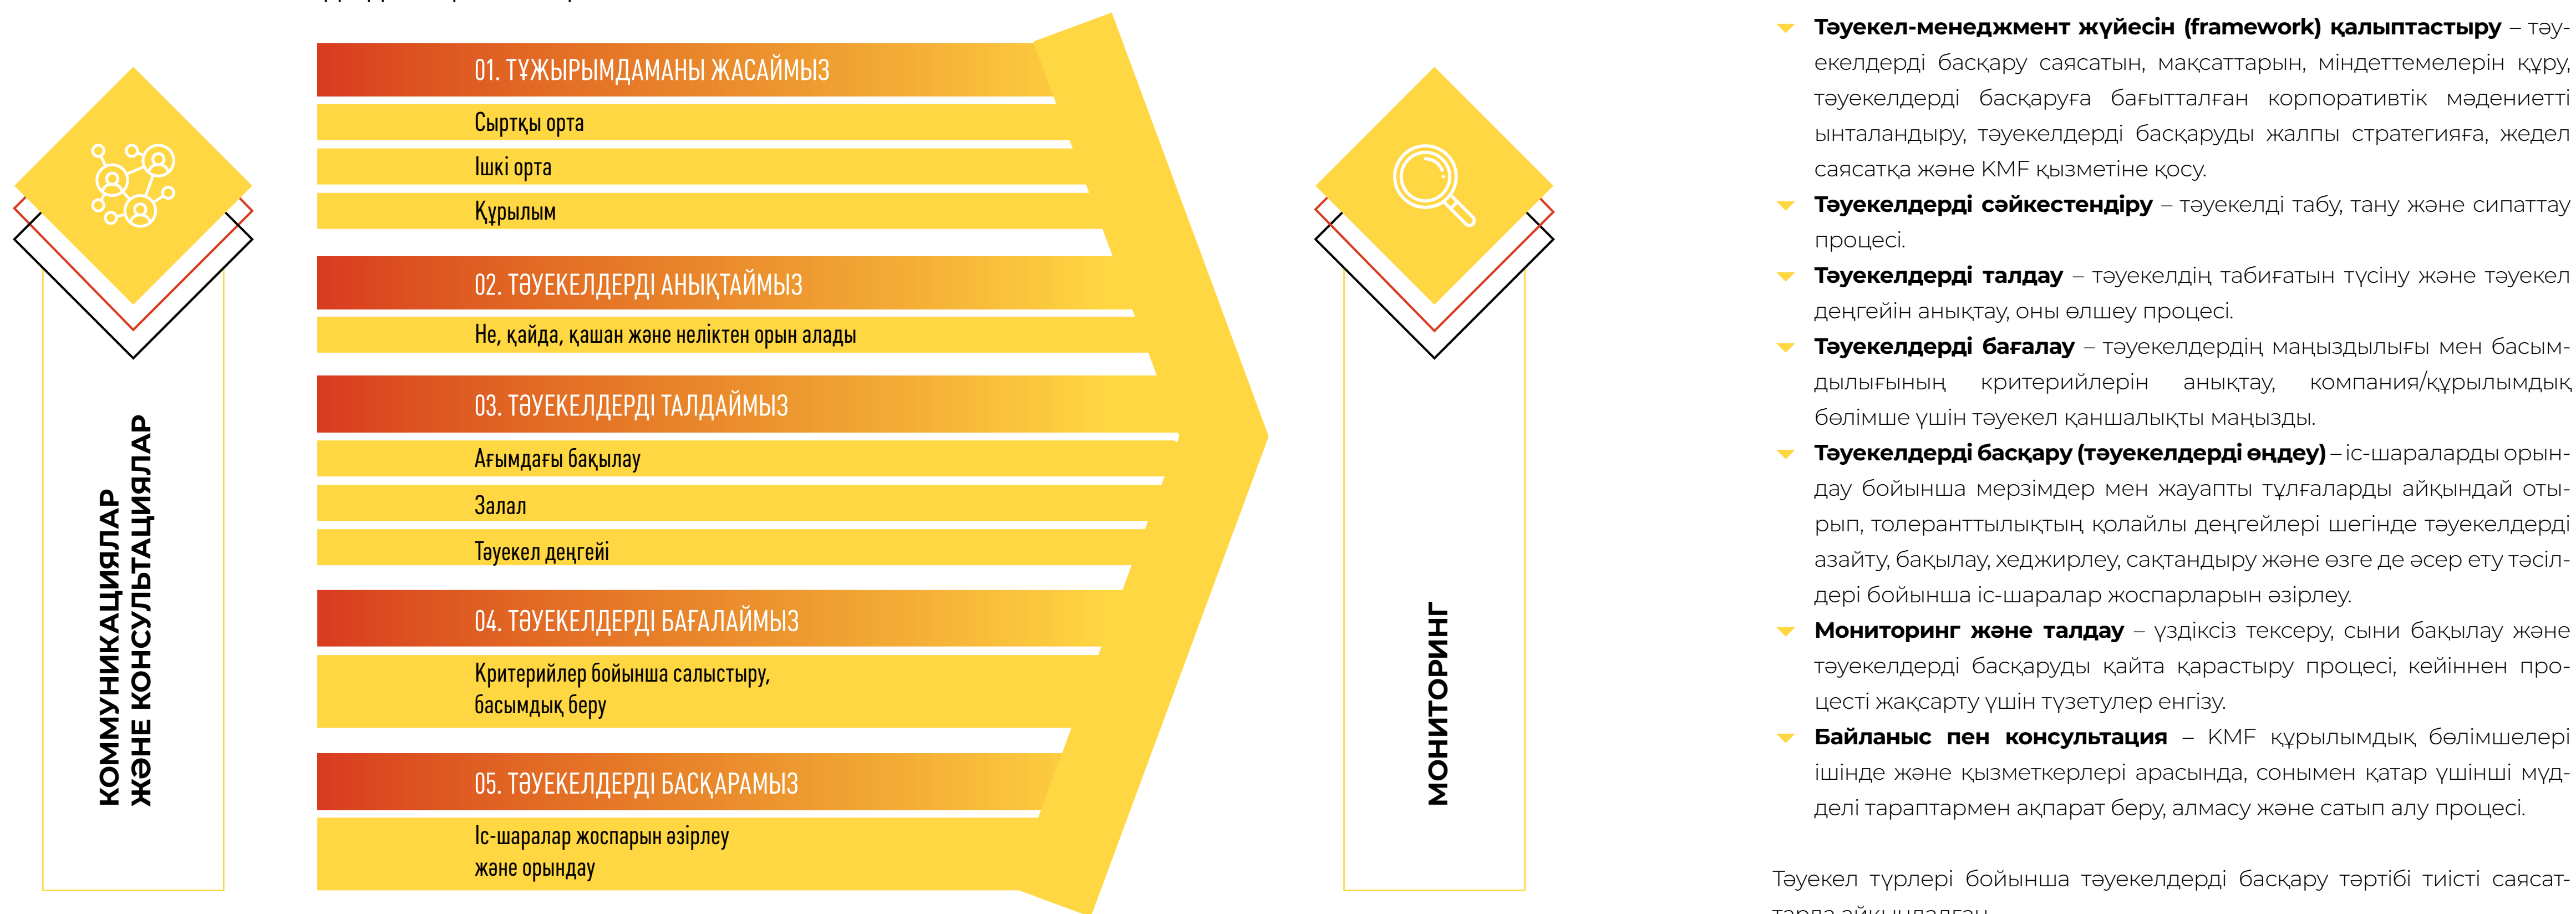 КОММУНИКАЦИЯЛАР
ЖӘНЕ КОНСУЛЬТАЦИЯЛАР
01. ТҰЖЫРЫМДАМАНЫ ЖАСАЙМЫЗ
Сыртқы орта
Ішкі орта
Құрылым
02. ТӘУЕКЕЛДЕРДІ АНЫҚТАЙМЫЗ
Не, қайда, қашан және неліктен орын алады
03. ТӘУЕКЕЛДЕРДІ ТАЛДАЙМЫЗ
Ағымдағы бақылау
Залал
Тәуекел деңгейі
04. ТӘУЕКЕЛДЕРДІ БАҒАЛАЙМЫЗ
Критерийлер бойынша салыстыру,
басымдық беру
05. ТӘУЕКЕЛДЕРДІ БАСҚАРАМЫЗ
Іс-шаралар жоспарын әзірлеу
және орындау
МОНИТОРИНГ
Тәуекел-менеджмент жүйесін (framework) қалыптастыру – тәу-
екелдерді басқару саясатын, мақсаттарын, міндеттемелерін құру,
тәуекелдерді басқаруға бағытталған корпоративтік мәдениетті
ынталандыру, тәуекелдерді басқаруды жалпы стратегияға, жедел
саясатқа және KMF қызметіне қосу.
Тәуекелдерді сәйкестендіру – тәуекелді табу, тану және сипаттау
процесі.
Тәуекелдерді талдау – тәуекелдің табиғатын түсіну және тәуекел
деңгейін анықтау, оны өлшеу процесі.
Тәуекелдерді бағалау – тәуекелдердің маңыздылығы мен басым-
дылығының критерийлерін анықтау, компания/құрылымдық
бөлімше үшін тәуекел қаншалықты маңызды.
Тәуекелдерді басқару (тәуекелдерді өңдеу) – іс-шараларды орын-
дау бойынша мерзімдер мен жауапты тұлғаларды айқындай оты-
рып, толеранттылықтың қолайлы деңгейлері шегінде тәуекелдерді
азайту, бақылау, хеджирлеу, сақтандыру және өзге де әсер ету тәсіл-
дері бойынша іс-шаралар жоспарларын әзірлеу.
Мониторинг және талдау – үздіксіз тексеру, сыни бақылау және
тәуекелдерді басқаруды қайта қарастыру процесі, кейіннен про-
цесті жақсарту үшін түзетулер енгізу.
Байланыс пен консультация – KMF құрылымдық бөлімшелері
ішінде және қызметкерлері арасында, сонымен қатар үшінші мүд-
делі тараптармен ақпарат беру, алмасу және сатып алу процесі.
Тәуекел түрлері бойынша тәуекелдерді басқару тәртібі тиісті саясат-
тарда айқындалған